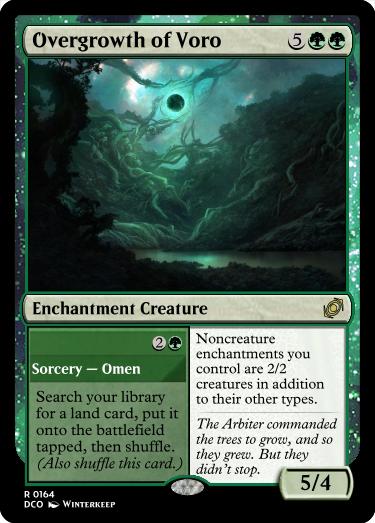 Overgrowth of Voro 5
Enchantment Creature
2
Sorcery — Omen
Search your library
for a land card, put it
onto the battlefield
tapped, then shuffle.
(Also shuffle this card.)
Noncreature
enchantments you
control are 2/2
creatures in addition
to their other types.
The Arbiter commanded
the trees to grow, and so
they grew. But they
didn't stop.
5/4
R 0164
DCO WINTERKEEP